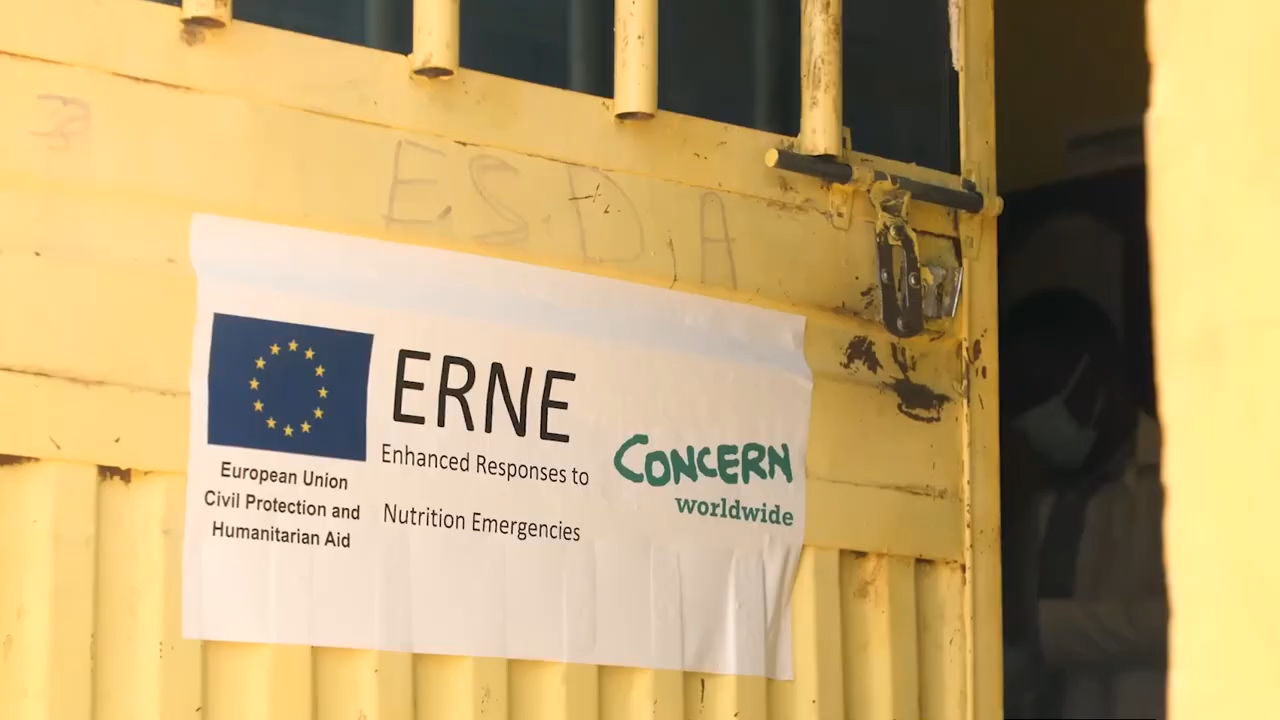 ESDA
ERNE
Enhanced Responses to
Nutrition Emergencies
European Union
Civil Protection and
Humanitarian Aid
CONCERN
worldwide